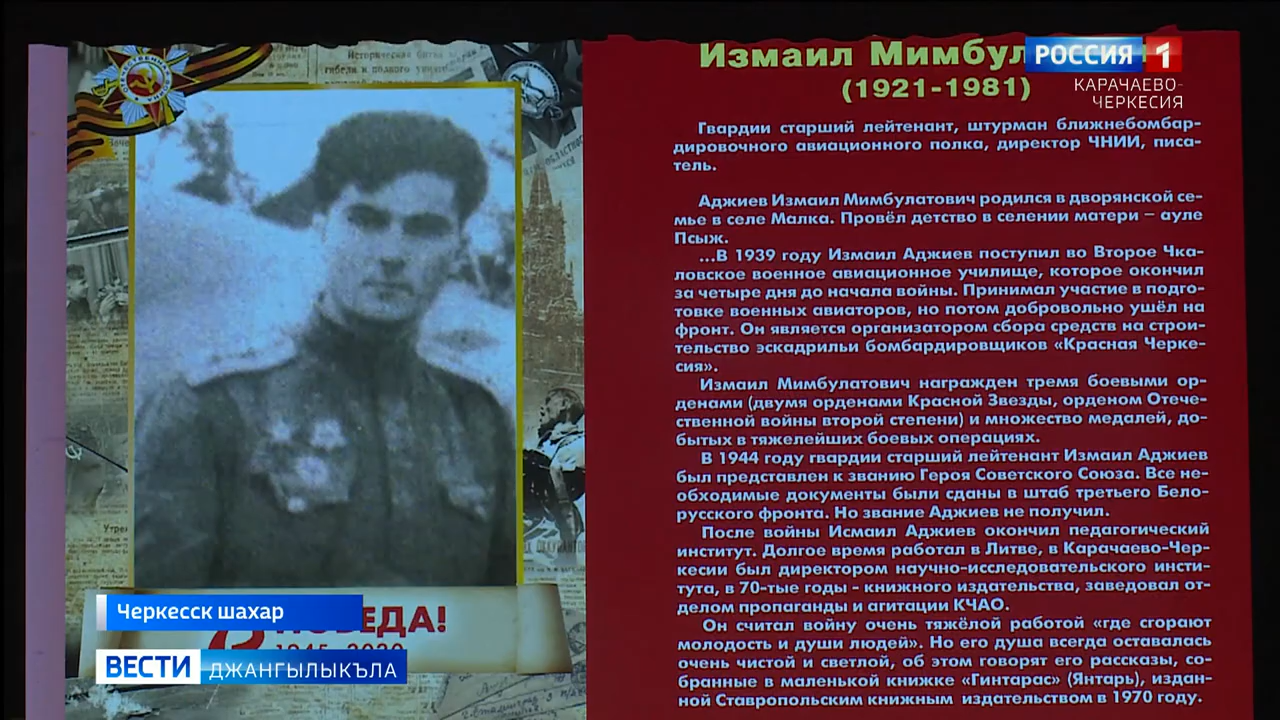 Историческая битва за
гибели и полного уничто
Измаил Мимбул
(1921-1981)
РОССИЯ 1
КАРАЧАЕВО-
ЧЕРКЕСИЯ
Гвардии старший лейтенант, штурман ближнебомбар-
дировочного авиационного полка, директор ЧНИИ, писа-
тель.
Аджиев Измаил Мимбулатович родился в дворянской се-
мье в селе Малка. Провёл детство в селении матери – ауле
Псыж.
...В 1939 году Измаил Аджиев поступил во Второе Чка-
ловское военное авиационное училище, которое окончил
за четыре дня до начала войны. Принимал участие в подго-
товке военных авиаторов, но потом добровольно ушёл на
фронт. Он является организатором сбора средств на строи-
тельство эскадрильи бомбардировщиков «Красная Черке-
сия».
Измаил Мимбулатович награжден тремя боевыми ор-
денами (двумя орденами Красной Звезды, орденом Отече-
ственной войны второй степени) и множество медалей, до-
бытых в тяжелейших боевых операциях.
В 1944 году гвардии старший лейтенант Измаил Аджиев
был представлен к званию Героя Советского Союза. Все не-
обходимые документы были сданы в штаб третьего Бело-
русского фронта. Но звание Аджиев не получил.
После войны Исмаил Аджиев окончил педагогический
институт. Долгое время работал в Литве, в Карачаево-Чер-
кесии был директором научно-исследовательского инсти-
тута, в 70-тые годы - книжного издательства, заведовал от-
делом пропаганды и агитации КЧАО.
Он считал войну очень тяжёлой работой «где сгорают
молодость и души людей». Но его душа всегда оставалась
очень чистой и светлой, об этом говорят его рассказы, со-
бранные в маленькой книжке «Гинтарас» (Янтарь), издан-
ной Ставропольским книжным издательством в 1970 году.
Черкесск шахар
ПОБЕДА!
ВЕСТИ ДЖАНГЫЛЫКЪЛА